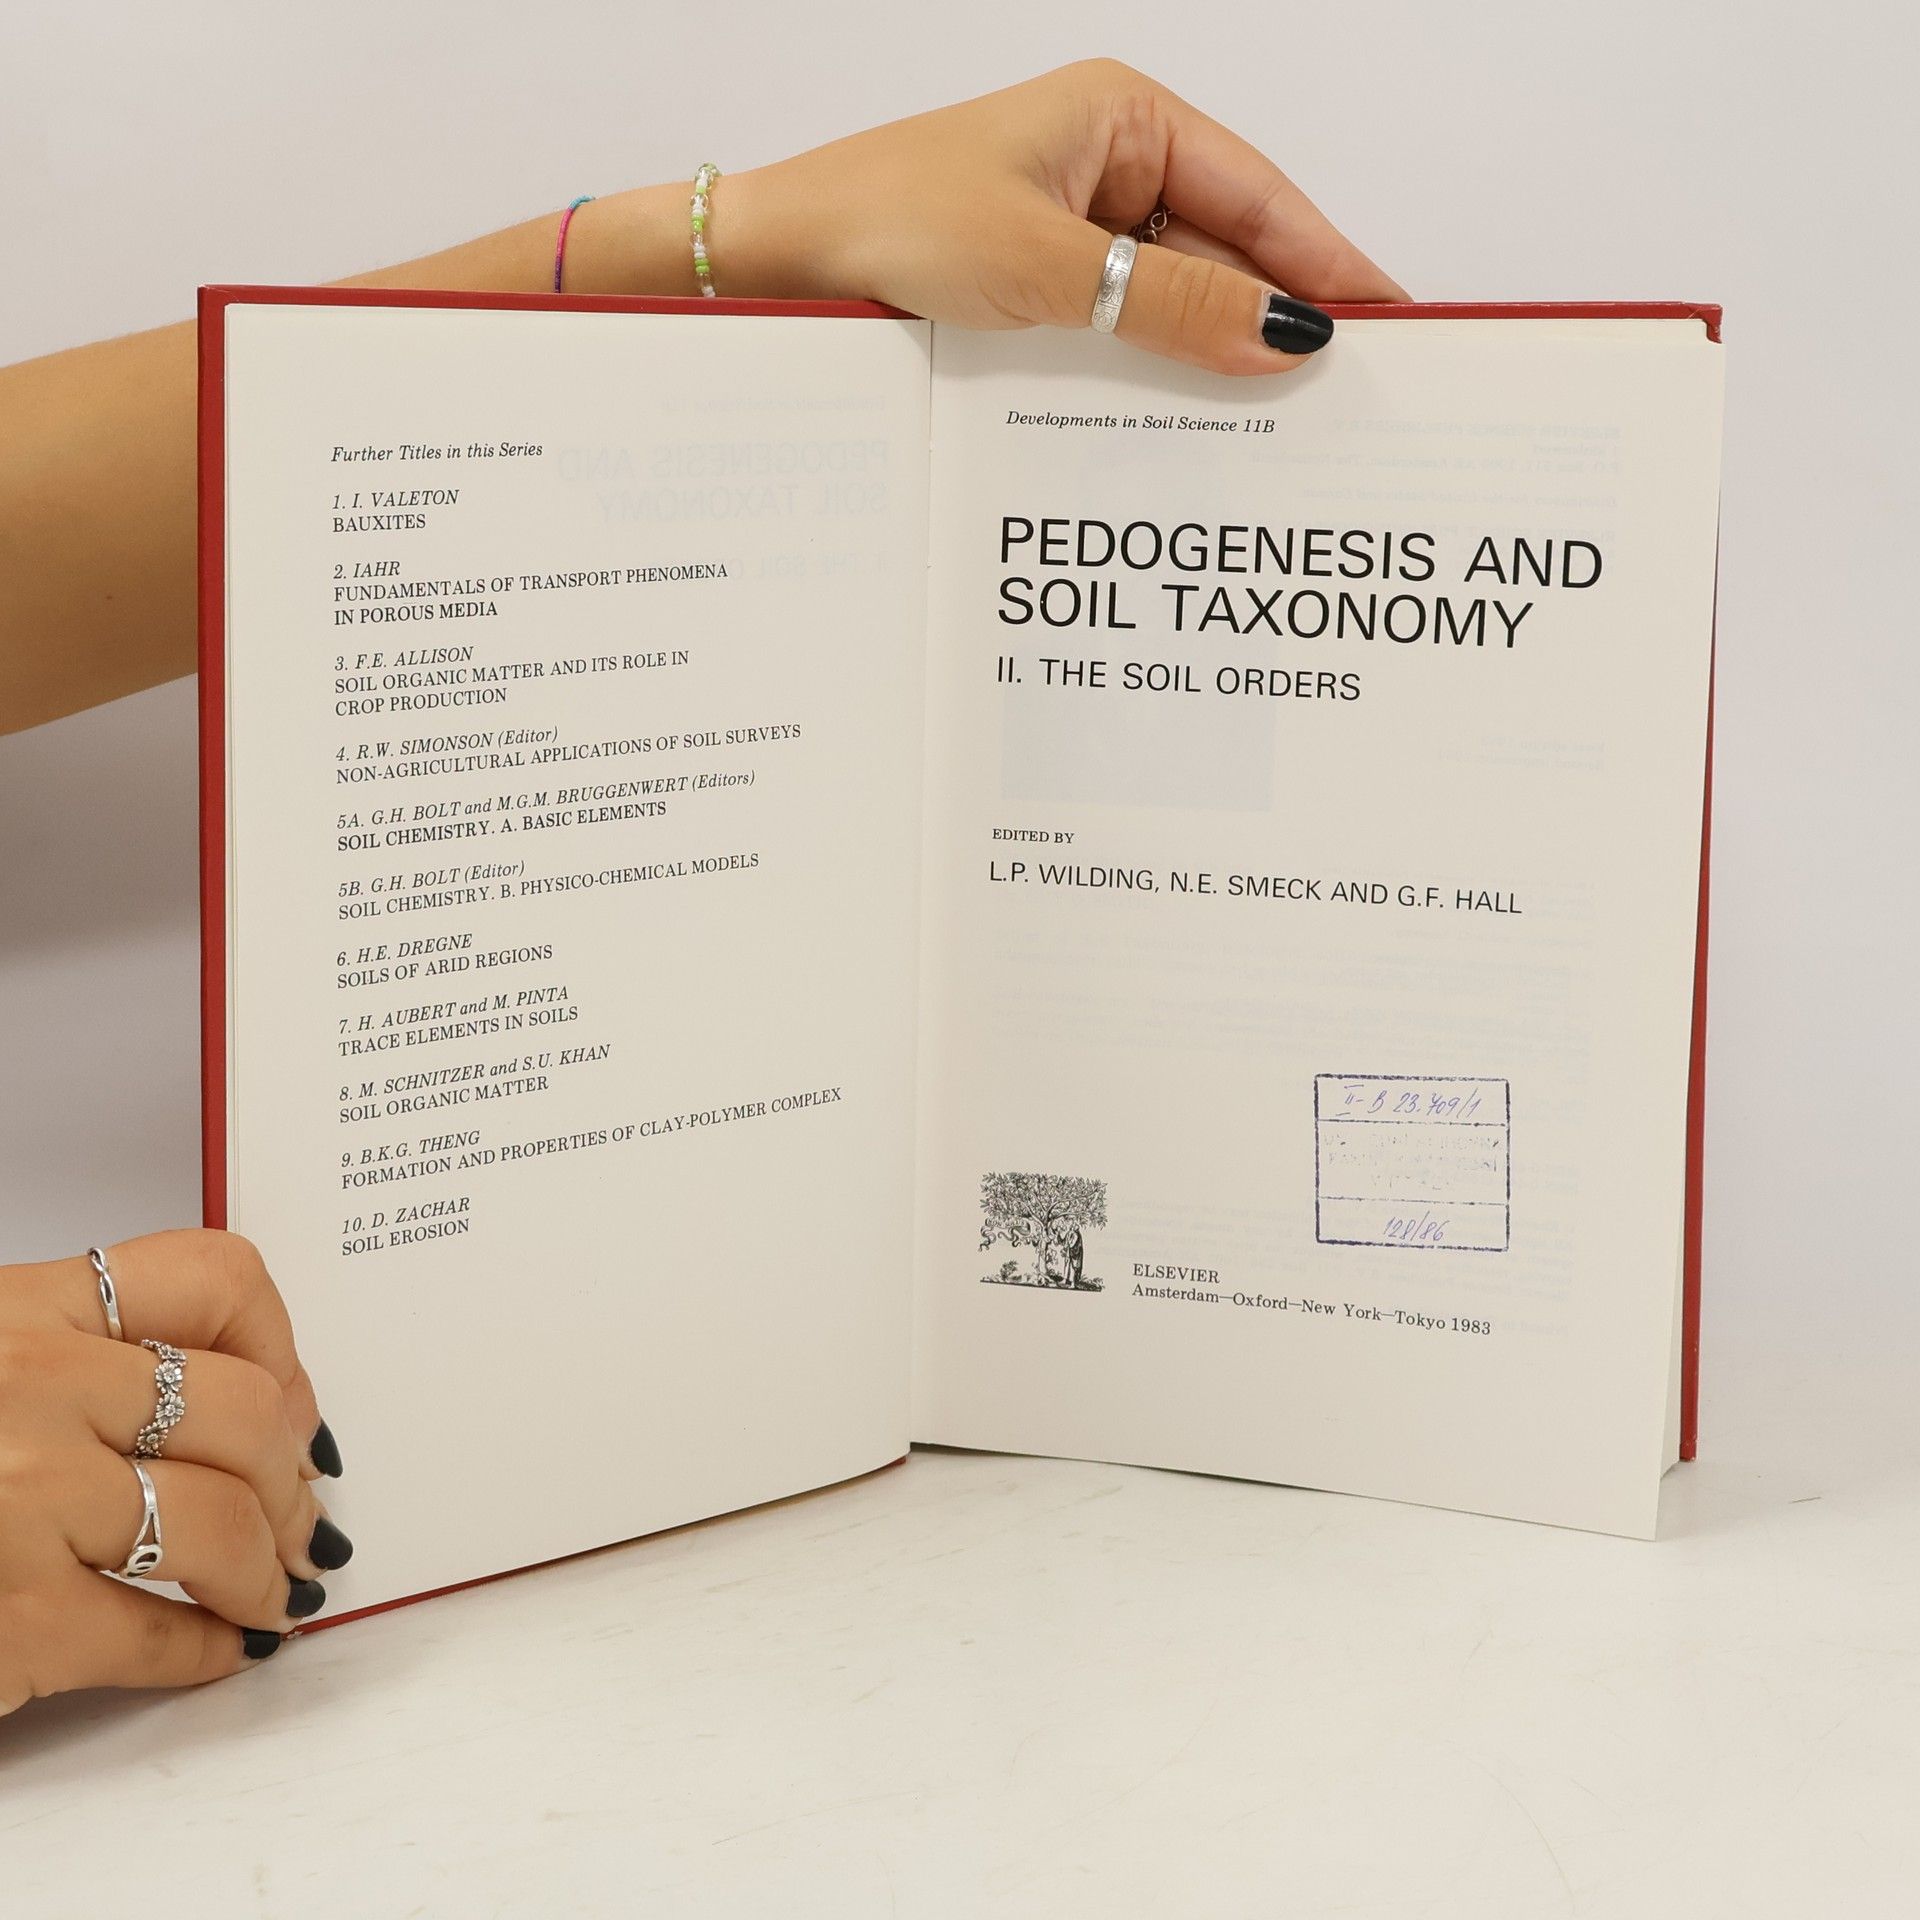 Further Titles in this Series
1. I. VALETON
BAUXITES
2. IAHR
FUNDAMENTALS OF TRANSPORT PHENOMENA
IN POROUS MEDIA
3. F.E. ALLISON
SOIL ORGANIC MATTER AND ITS ROLE IN
CROP PRODUCTION
4. R.W. SIMONSON (Editor)
NON-AGRICULTURAL APPLICATIONS OF SOIL SURVEYS
5A. G.H. BOLT and M.G.M. BRUGGENWERT (Editors)
SOIL CHEMISTRY. A. BASIC ELEMENTS
5B. G.H. BOLT (Editor)
SOIL CHEMISTRY. B. PHYSICO-CHEMICAL MODELS
6. H.E. DREGNE
SOILS OF ARID REGIONS
7. H. AUBERT and M. PINTA
TRACE ELEMENTS IN SOILS
8. M. SCHNITZER and S.U. KHAN
SOIL ORGANIC MATTER
9. B.K.G. THENG
FORMATION AND PROPERTIES OF CLAY-POLYMER COMPLEX
10. D. ZACHAR
SOIL EROSION
Developments in Soil Science 11B
PEDOGENESIS AND
SOIL TAXONOMY
II. THE SOIL ORDERS
EDITED BY
L.P. WILDING, N.E. SMECK AND G.F. HALL
II- B 23.709/1
128/86
ELSEVIER
Amsterdam—Oxford—New York—Tokyo 1983